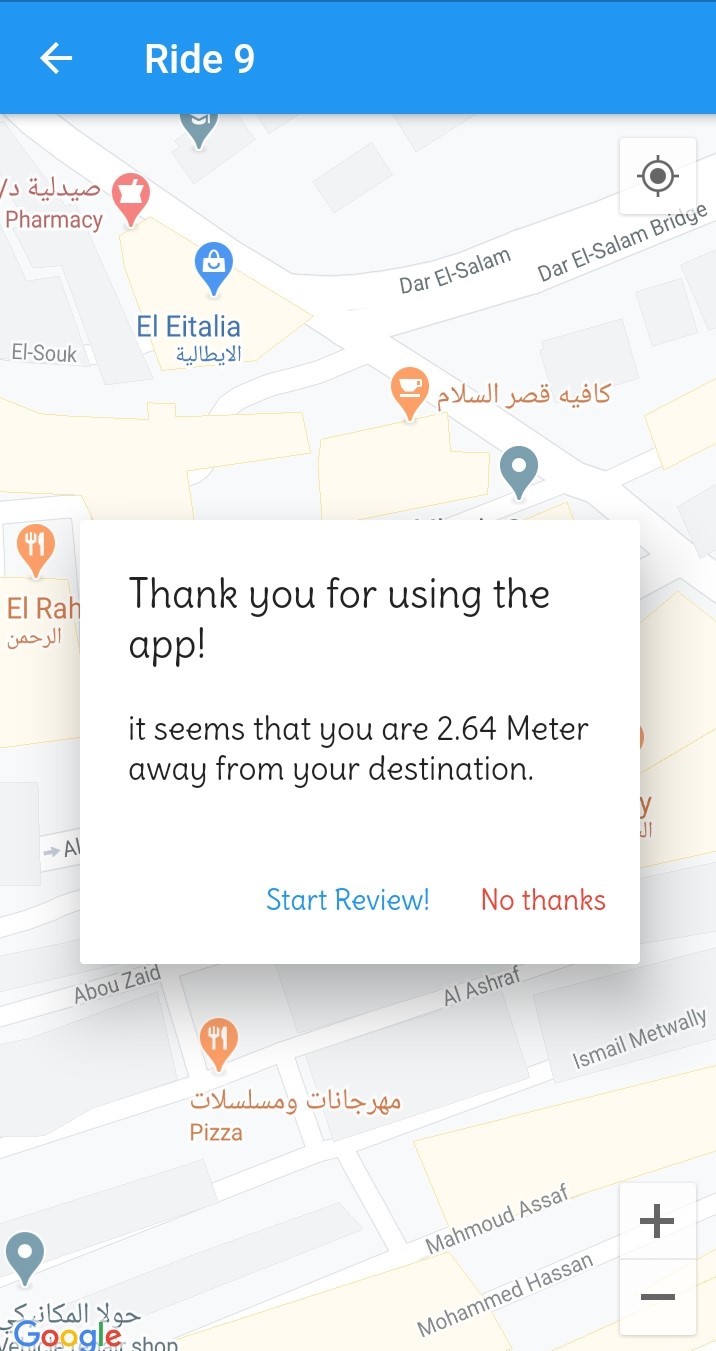 Ride 9
صيدلية د/
Pharmacy
Dar El-Salam
Dar El-Salam Bridge
El Eitalia
الايطالية
El-Souk
كافيه قصر السلام
El Rah
الرحمن
Thank you for using the
app!
it seems that you are 2.64 Meter
away from your destination.
y
ال
Al
Start Review!
No thanks
Abou Zaid
Al Ashraf
Ismail Metwally
مهرجانات ومسلسلات
Pizza
Mahmoud Assaf
Mohammed Hassan
حولا المكانيكي
Google
shop